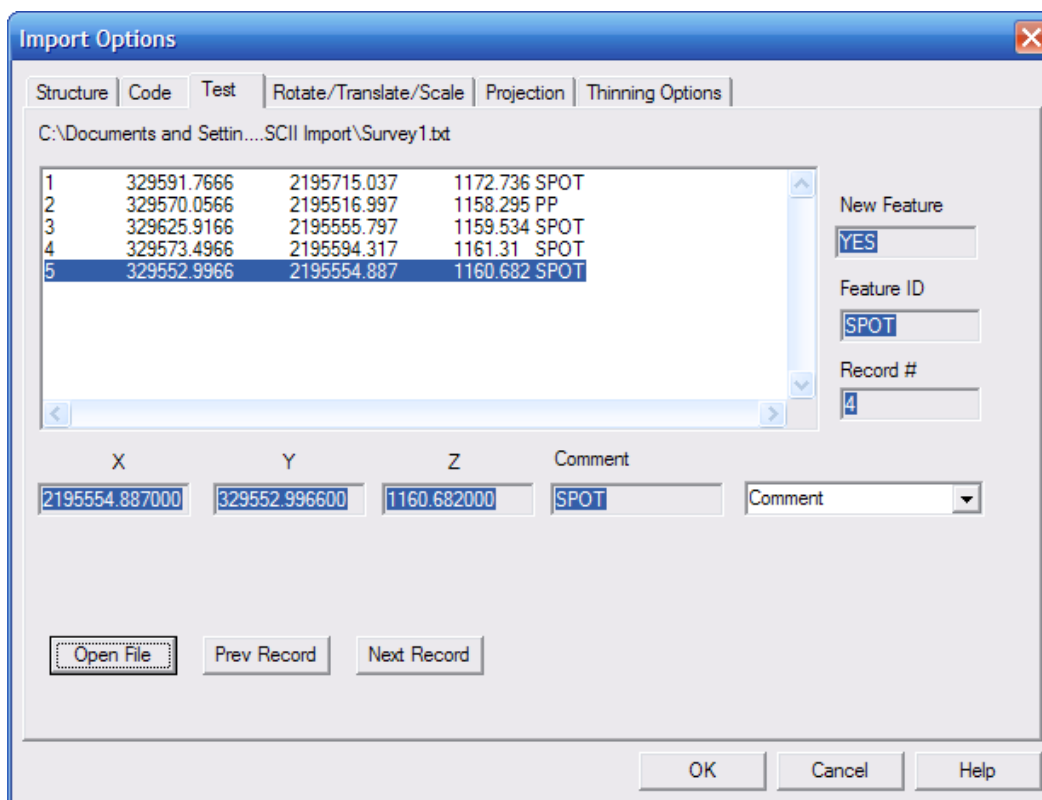 Import Options
Structure Code Test Rotate/Translate/Scale Projection Thinning Options
C:\Documents and Settin....SCII Import\Survey1.txt
1 329591.7666 2195715.037 1172.736 SPOT
2 329570.0566 2195516.997 1158.295 PP
3 329625.9166 2195555.797 1159.534 SPOT
4 329573.4966 2195594.317 1161.31 SPOT
5 329552.9966 2195554.887 1160.682 SPOT
New Feature
YES
Feature ID
SPOT
Record #
4
X Y Z Comment
2195554.887000 329552.996600 1160.682000 SPOT Comment
Open File Prev Record Next Record
OK Cancel Help